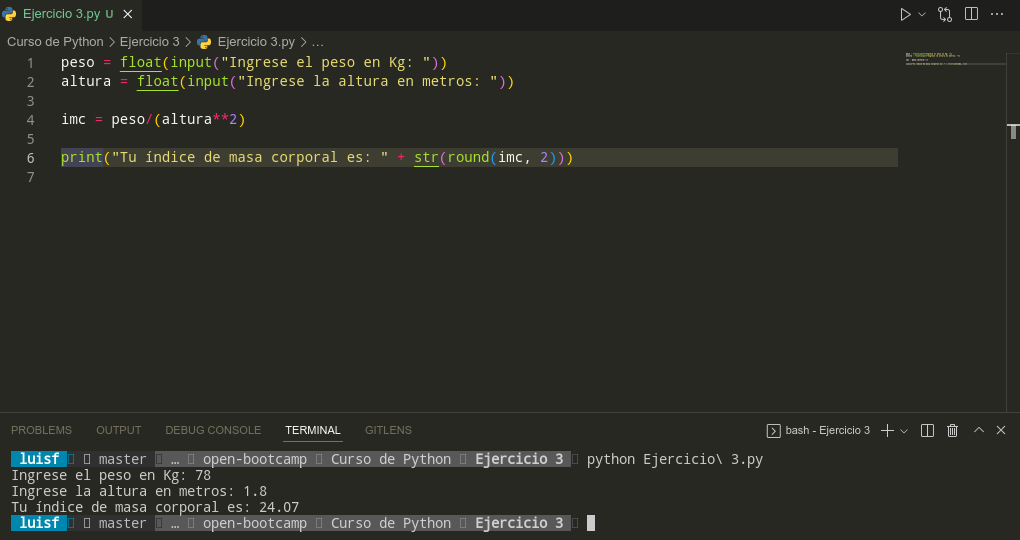 Ejercicio 3.py U
Curso de Python > Ejercicio 3 > Ejercicio 3.py > ...
1 peso = float(input("Ingrese el peso en Kg: "))
2 altura = float(input("Ingrese la altura en metros: "))
3
4 imc = peso/(altura**2)
5
6 print("Tu índice de masa corporal es: " + str(round(imc, 2)))
7
PROBLEMS OUTPUT DEBUG CONSOLE TERMINAL GITLENS bash - Ejercicio 3
luisf master … open-bootcamp Curso de Python Ejercicio 3 python Ejercicio\ 3.py
Ingrese el peso en Kg: 78
Ingrese la altura en metros: 1.8
Tu índice de masa corporal es: 24.07
luisf master … open-bootcamp Curso de Python Ejercicio 3